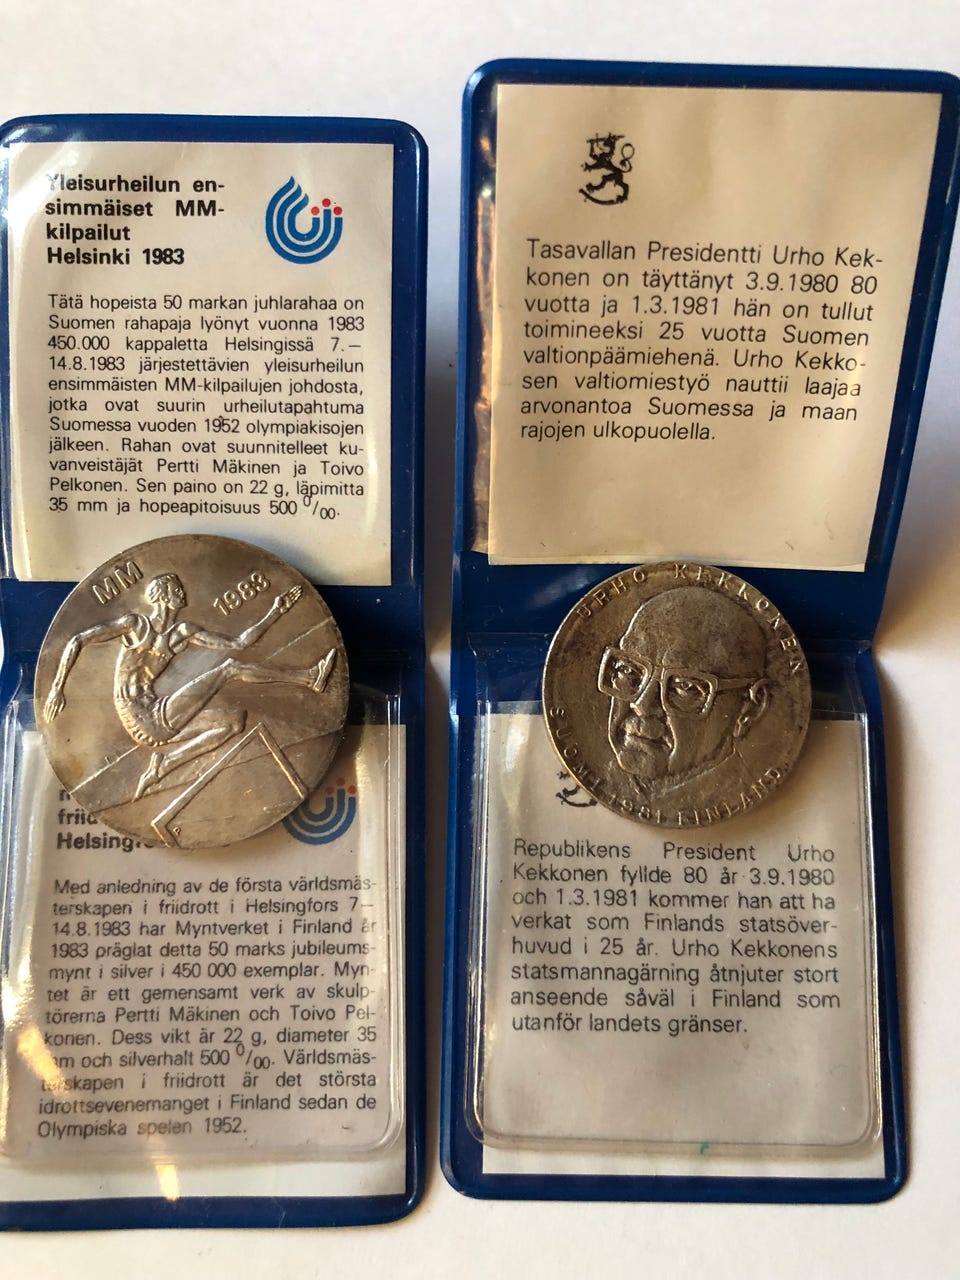 Yleisurheilun en-
simmäiset MM-
kilpailut
Helsinki 1983
Tätä hopeista 50 markan juhlarahaa on
Suomen rahapaja lyönyt vuonna 1983
450.000 kappaletta Helsingissä 7.—
14.8.1983 järjestettävien yleisurheilun
ensimmäisten MM-kilpailujen johdosta,
jotka ovat suurin urheilutapahtuma
Suomessa vuoden 1952 olympiakisojen
jälkeen. Rahan ovat suunnitelleet ku-
vanveistäjät Pertti Mäkinen ja Toivo
Pelkonen. Sen paino on 22 g, läpimitta
35 mm ja hopeapitoisuus 500 0/00.
MM 1983
friid
Helsingfo
Med anledning av de första världsmäs-
terskapen i friidrott i Helsingfors 7—
14.8.1983 har Myntverket i Finland år
1983 präglat detta 50 marks jubileums-
mynt i silver i 450 000 exemplar. Myn-
tet är ett gemensamt verk av skulp-
törerna Pertti Mäkinen och Toivo Pel-
konen. Dess vikt är 22 g, diameter 35
mm och silverhalt 500 0/00. Världsmäs-
terskapen i friidrott är det största
idrottsevenemanget i Finland sedan de
Olympiska spelen 1952.
Tasavallan Presidentti Urho Kek-
konen on täyttänyt 3.9.1980 80
vuotta ja 1.3.1981 hän on tullut
toimineeksi 25 vuotta Suomen
valtionpäämiehenä. Urho Kekko-
sen valtiomiestyö nauttii laajaa
arvonantoa Suomessa ja maan
rajojen ulkopuolella.
URHO KEKKONEN
SUOMI 1981 FINLAND
Republikens President Urho
Kekkonen fyllde 80 år 3.9.1980
och 1.3.1981 kommer han att ha
verkat som Finlands statsöver-
huvud i 25 år. Urho Kekkonens
statsmannagärning åtnjuter stort
anseende såväl i Finland som
utanför landets gränser.